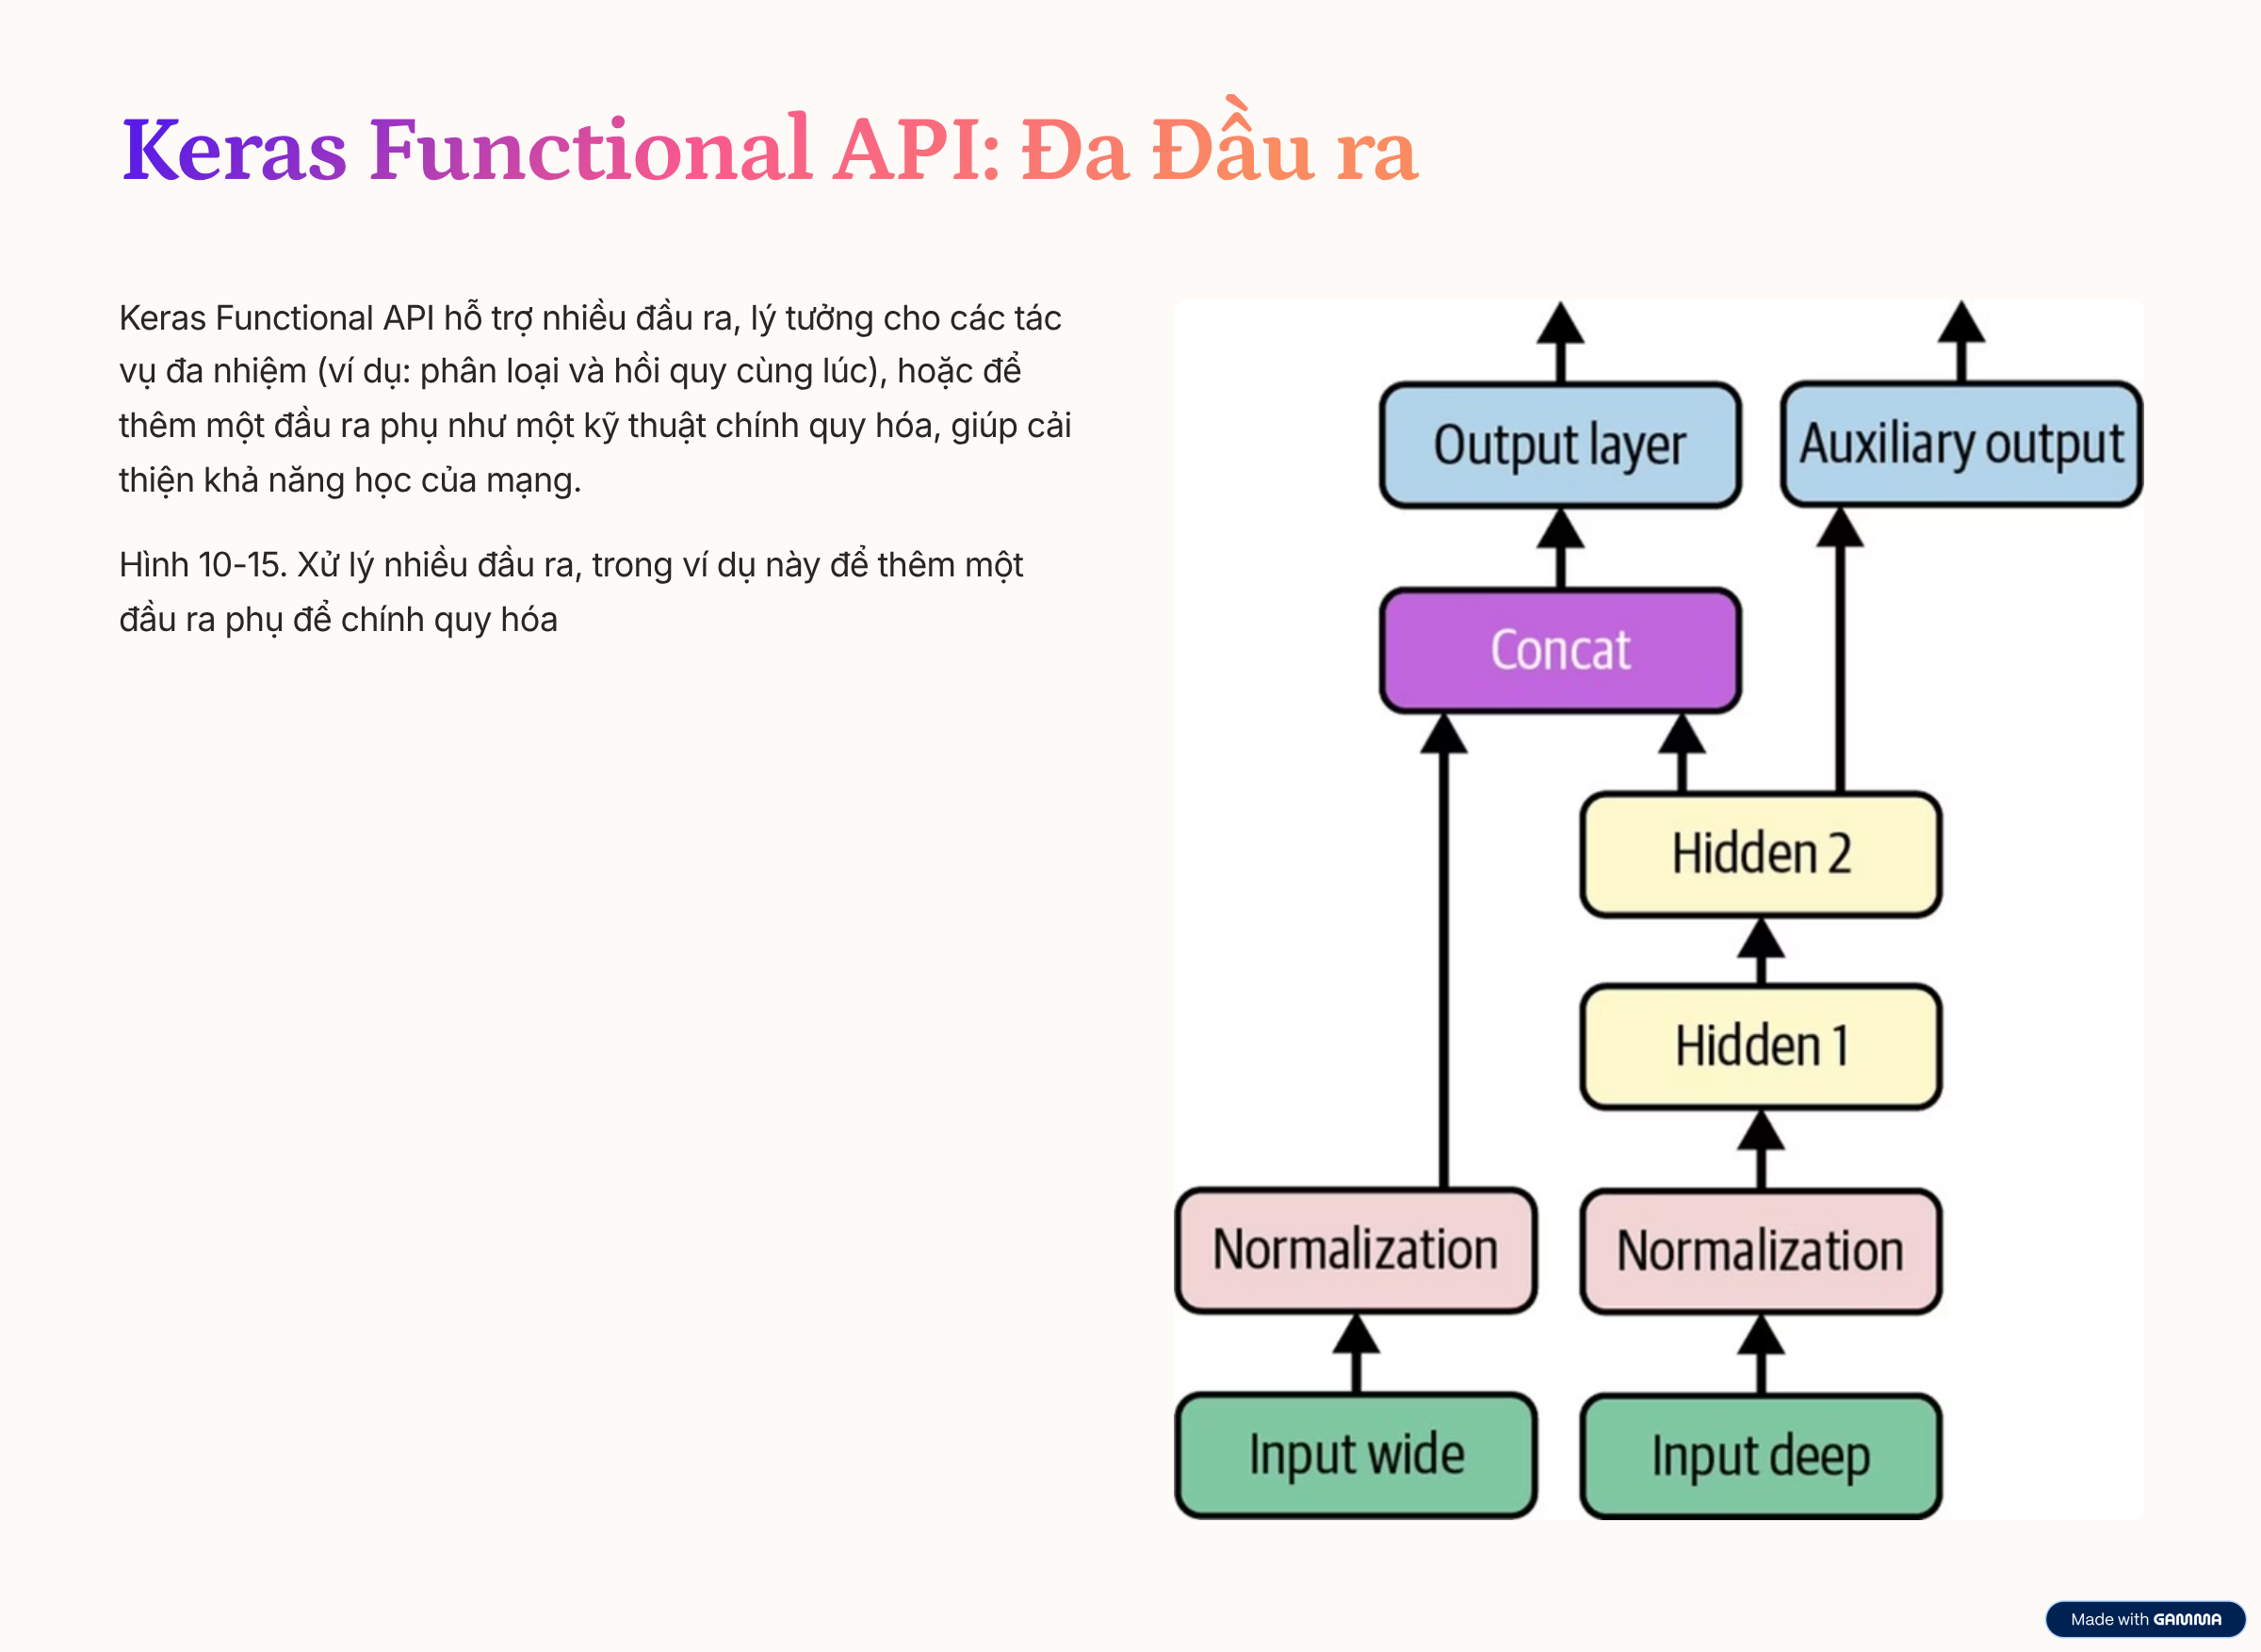 Keras Functional API: Đa Đầu ra
Keras Functional API hỗ trợ nhiều đầu ra, lý tưởng cho các tác
vụ đa nhiệm (ví dụ: phân loại và hồi quy cùng lúc), hoặc để
thêm một đầu ra phụ như một kỹ thuật chính quy hóa, giúp cải
thiện khả năng học của mạng.
Hình 10-15. Xử lý nhiều đầu ra, trong ví dụ này để thêm một
đầu ra phụ để chính quy hóa
Output layer
Auxiliary output
Concat
Hidden 2
Hidden 1
Normalization
Normalization
Input wide
Input deep
Made with GAMMA